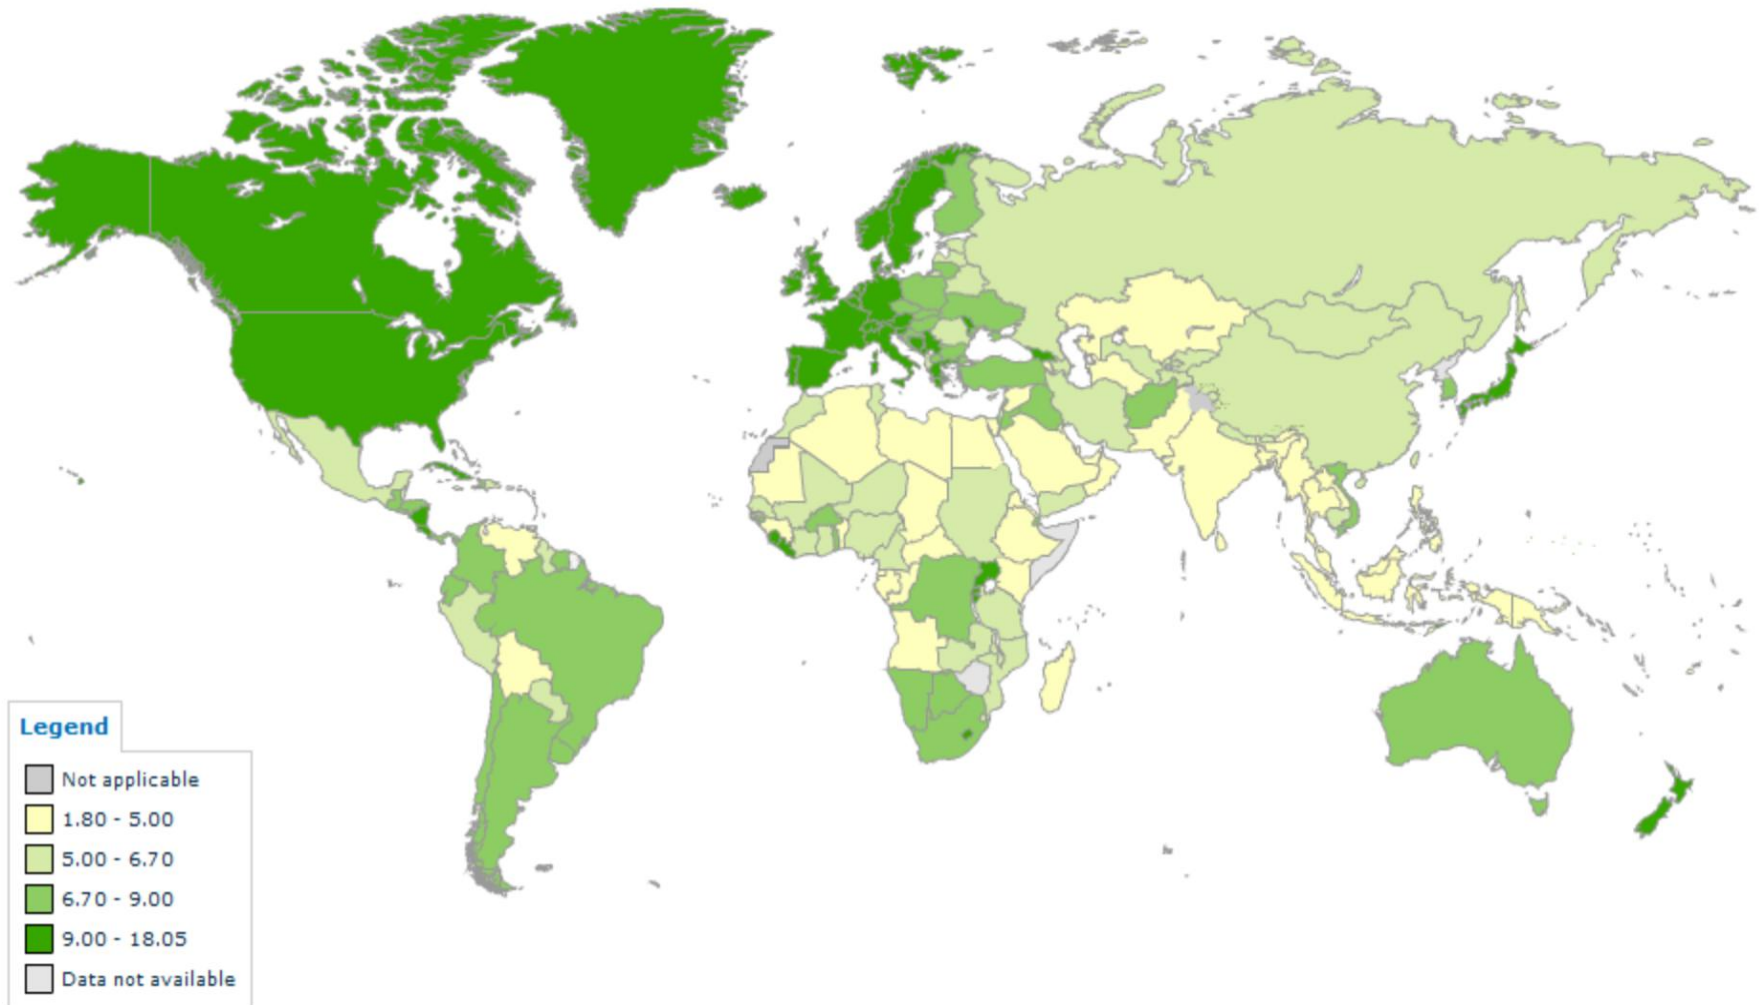 Legend
Not applicable
1.80 - 5.00
5.00 - 6.70
6.70 - 9.00
9.00 - 18.05
Data not available